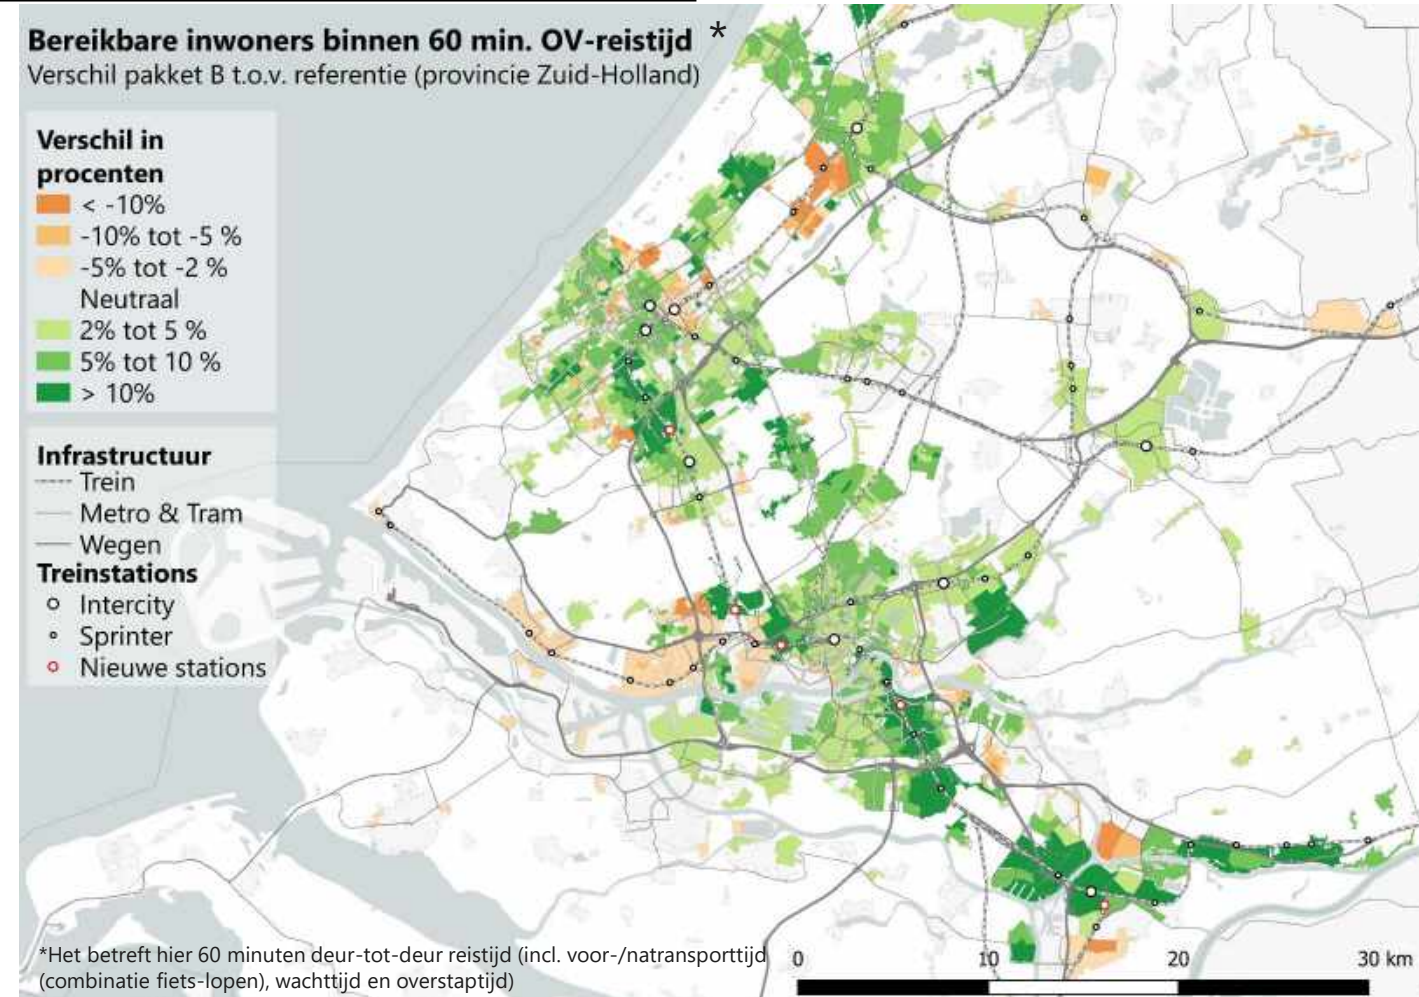 Bereikbare inwoners binnen 60 min. OV-reistijd *
Verschil pakket B t.o.v. referentie (provincie Zuid-Holland)
Verschil in
procenten
< -10%
-10% tot -5 %
-5% tot -2 %
Neutraal
2% tot 5 %
5% tot 10 %
> 10%
Infrastructuur
Trein
Metro & Tram
Wegen
Treinstations
Intercity
Sprinter
Nieuwe stations
*Het betreft hier 60 minuten deur-tot-deur reistijd (incl. voor-/natransporttijd
(combinatie fiets-lopen), wachttijd en overstaptijd)
0 10 20 30 km